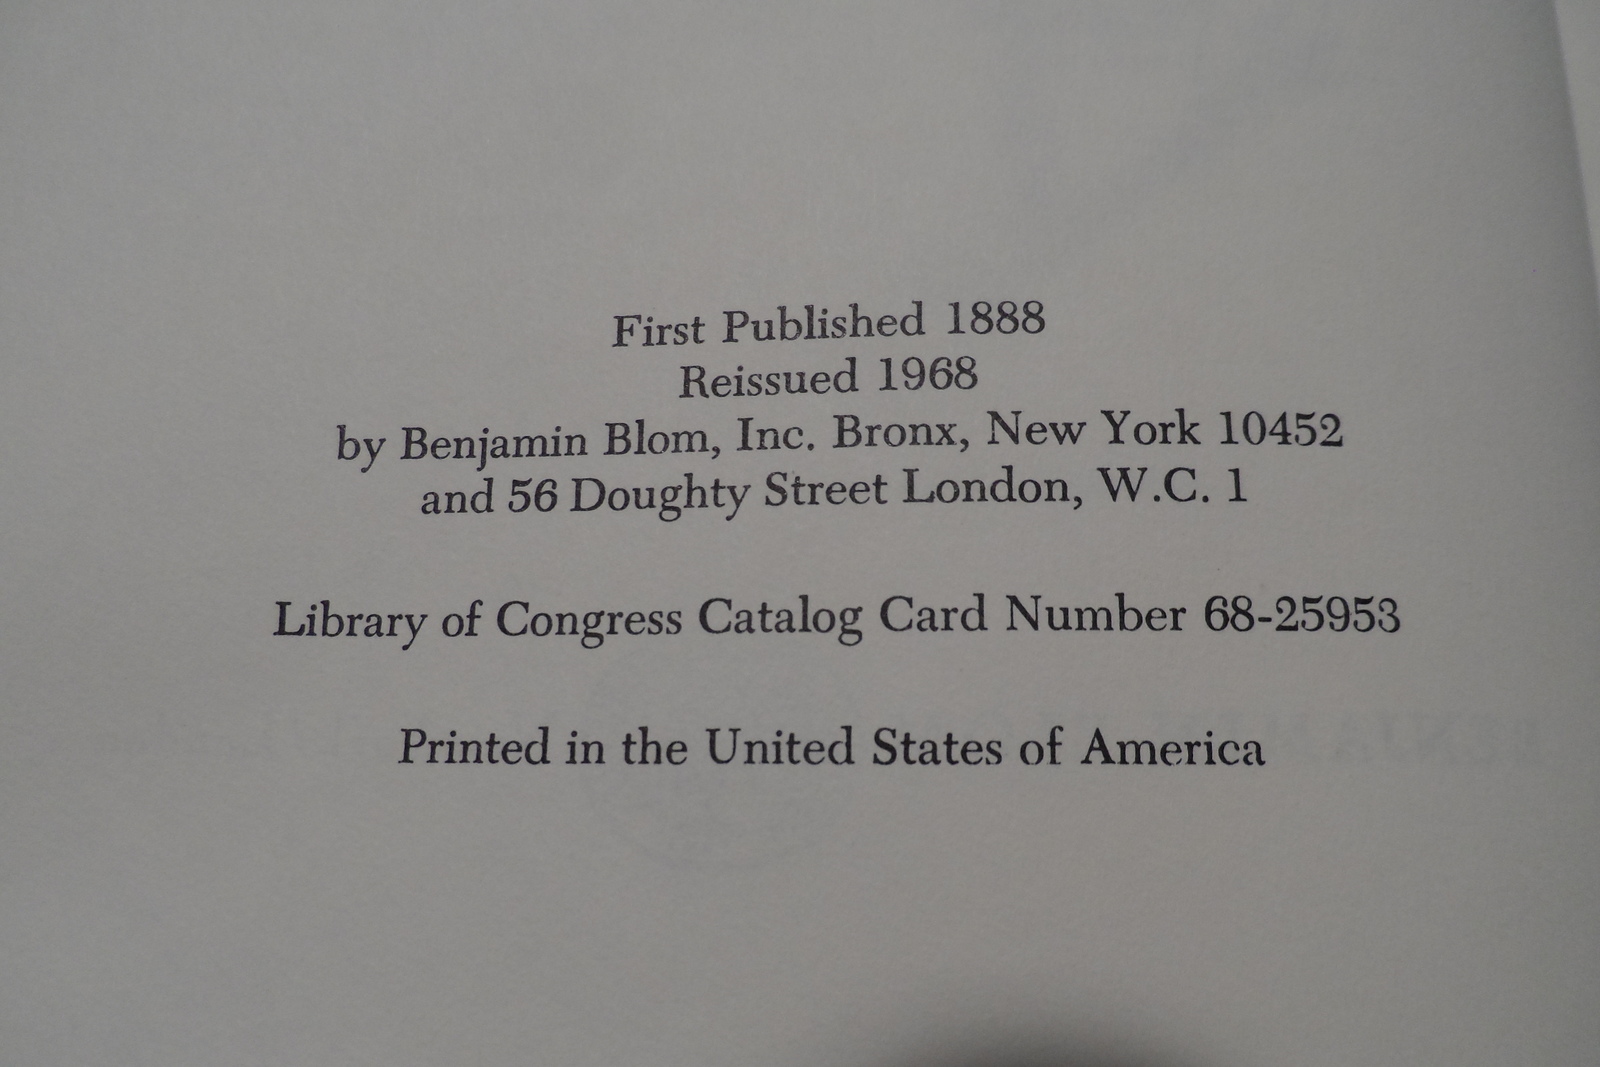 First Published 1888
Reissued 1968
by Benjamin Blom, Inc. Bronx, New York 10452
and 56 Doughty Street London, W.C. 1
Library of Congress Catalog Card Number 68-25953
Printed in the United States of America